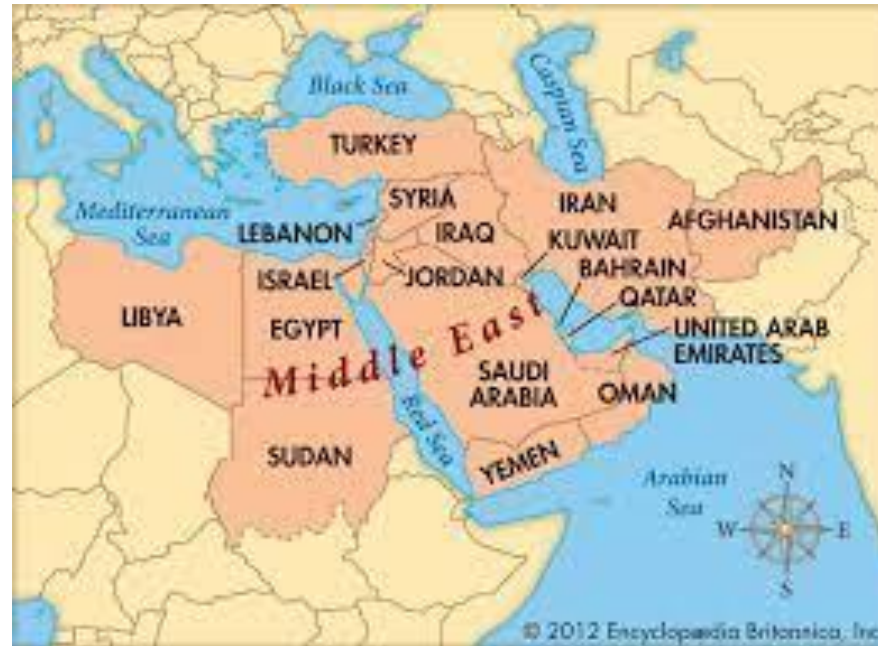 Black Sea
Caspian Sea
TURKEY
SYRIA
IRAN
AFGHANISTAN
Mediterranean
Sea
LEBANON
IRAQ
KUWAIT
ISRAEL
JORDAN
BAHRAIN
QATAR
LIBYA
EGYPT
UNITED ARAB
EMIRATES
Middle East
SAUDI
ARABIA
OMAN
Red Sea
SUDAN
YEMEN
Arabian
Sea
N
W
E
S
© 2012 Encyclopædia Britannica, Inc